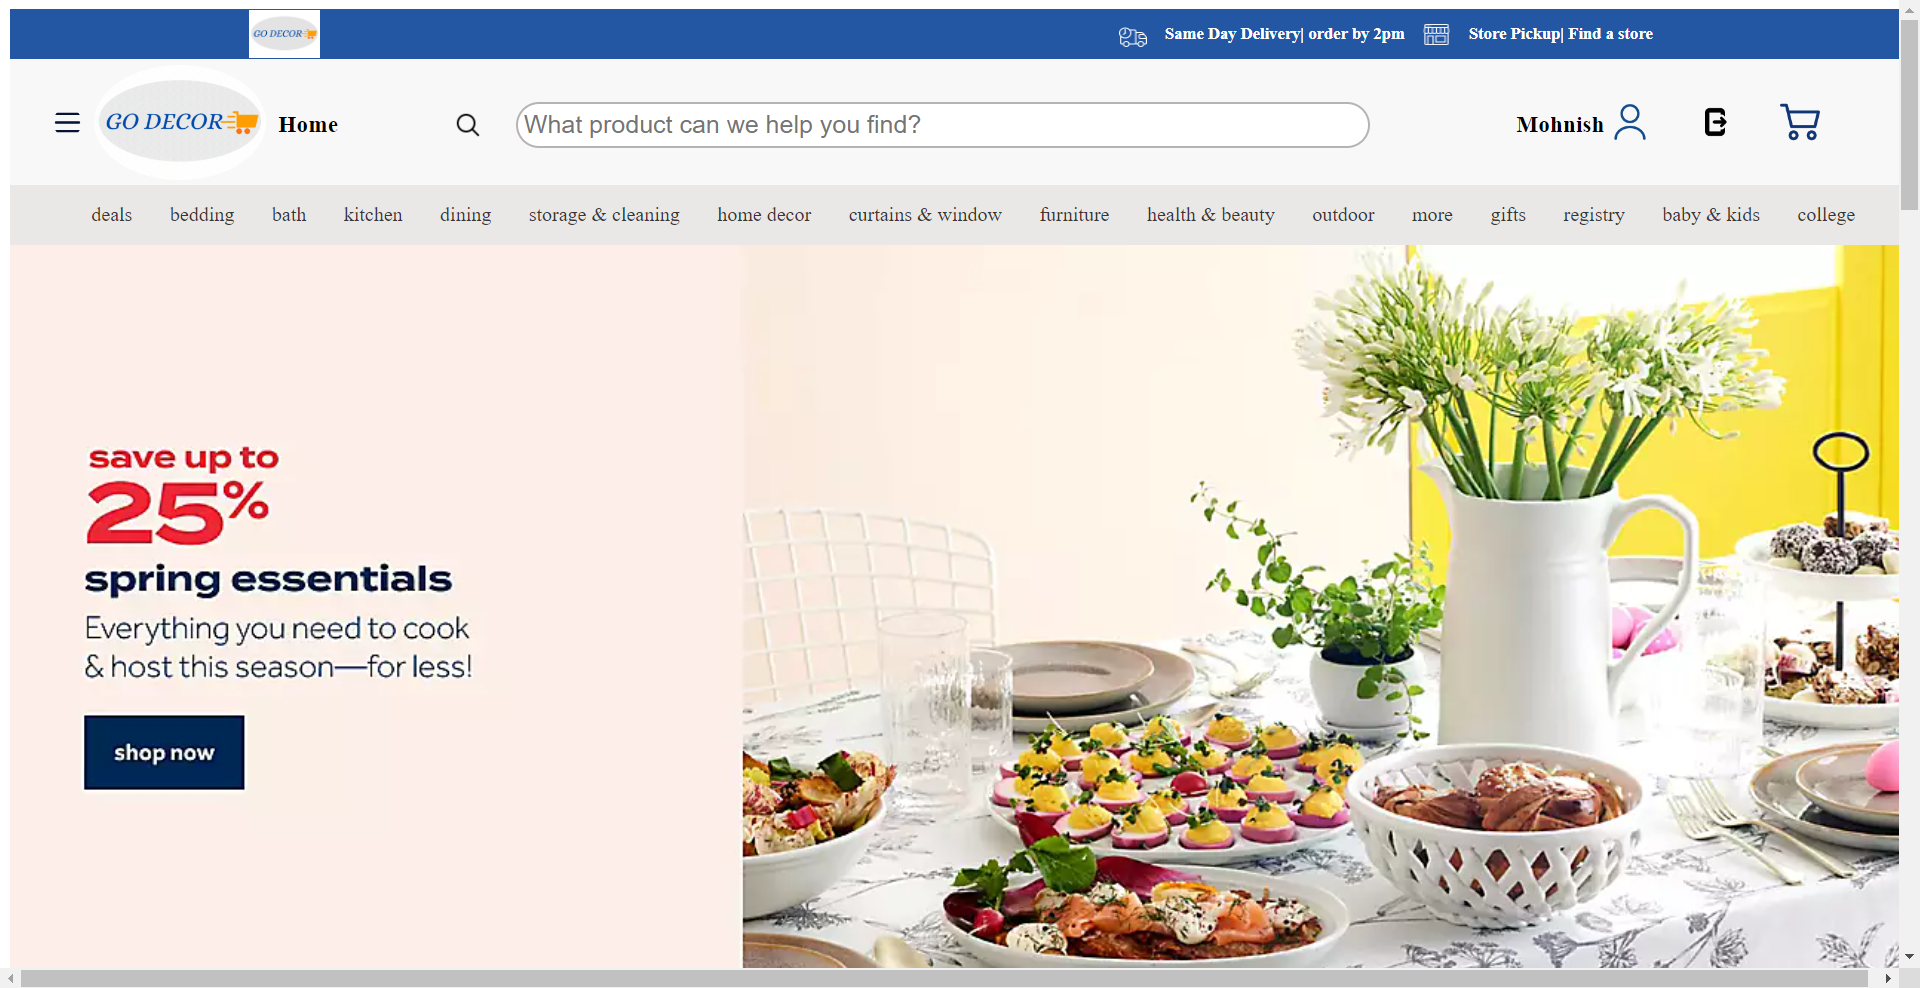 GO DECOR
Same Day Delivery| order by 2pm
Store Pickup| Find a store
GO DECOR
Home
What product can we help you find?
Mohnish
deals bedding bath kitchen dining storage & cleaning home decor curtains & window furniture health & beauty outdoor more gifts registry baby & kids college
save up to
25%
spring essentials
Everything you need to cook
& host this season—for less!
shop now